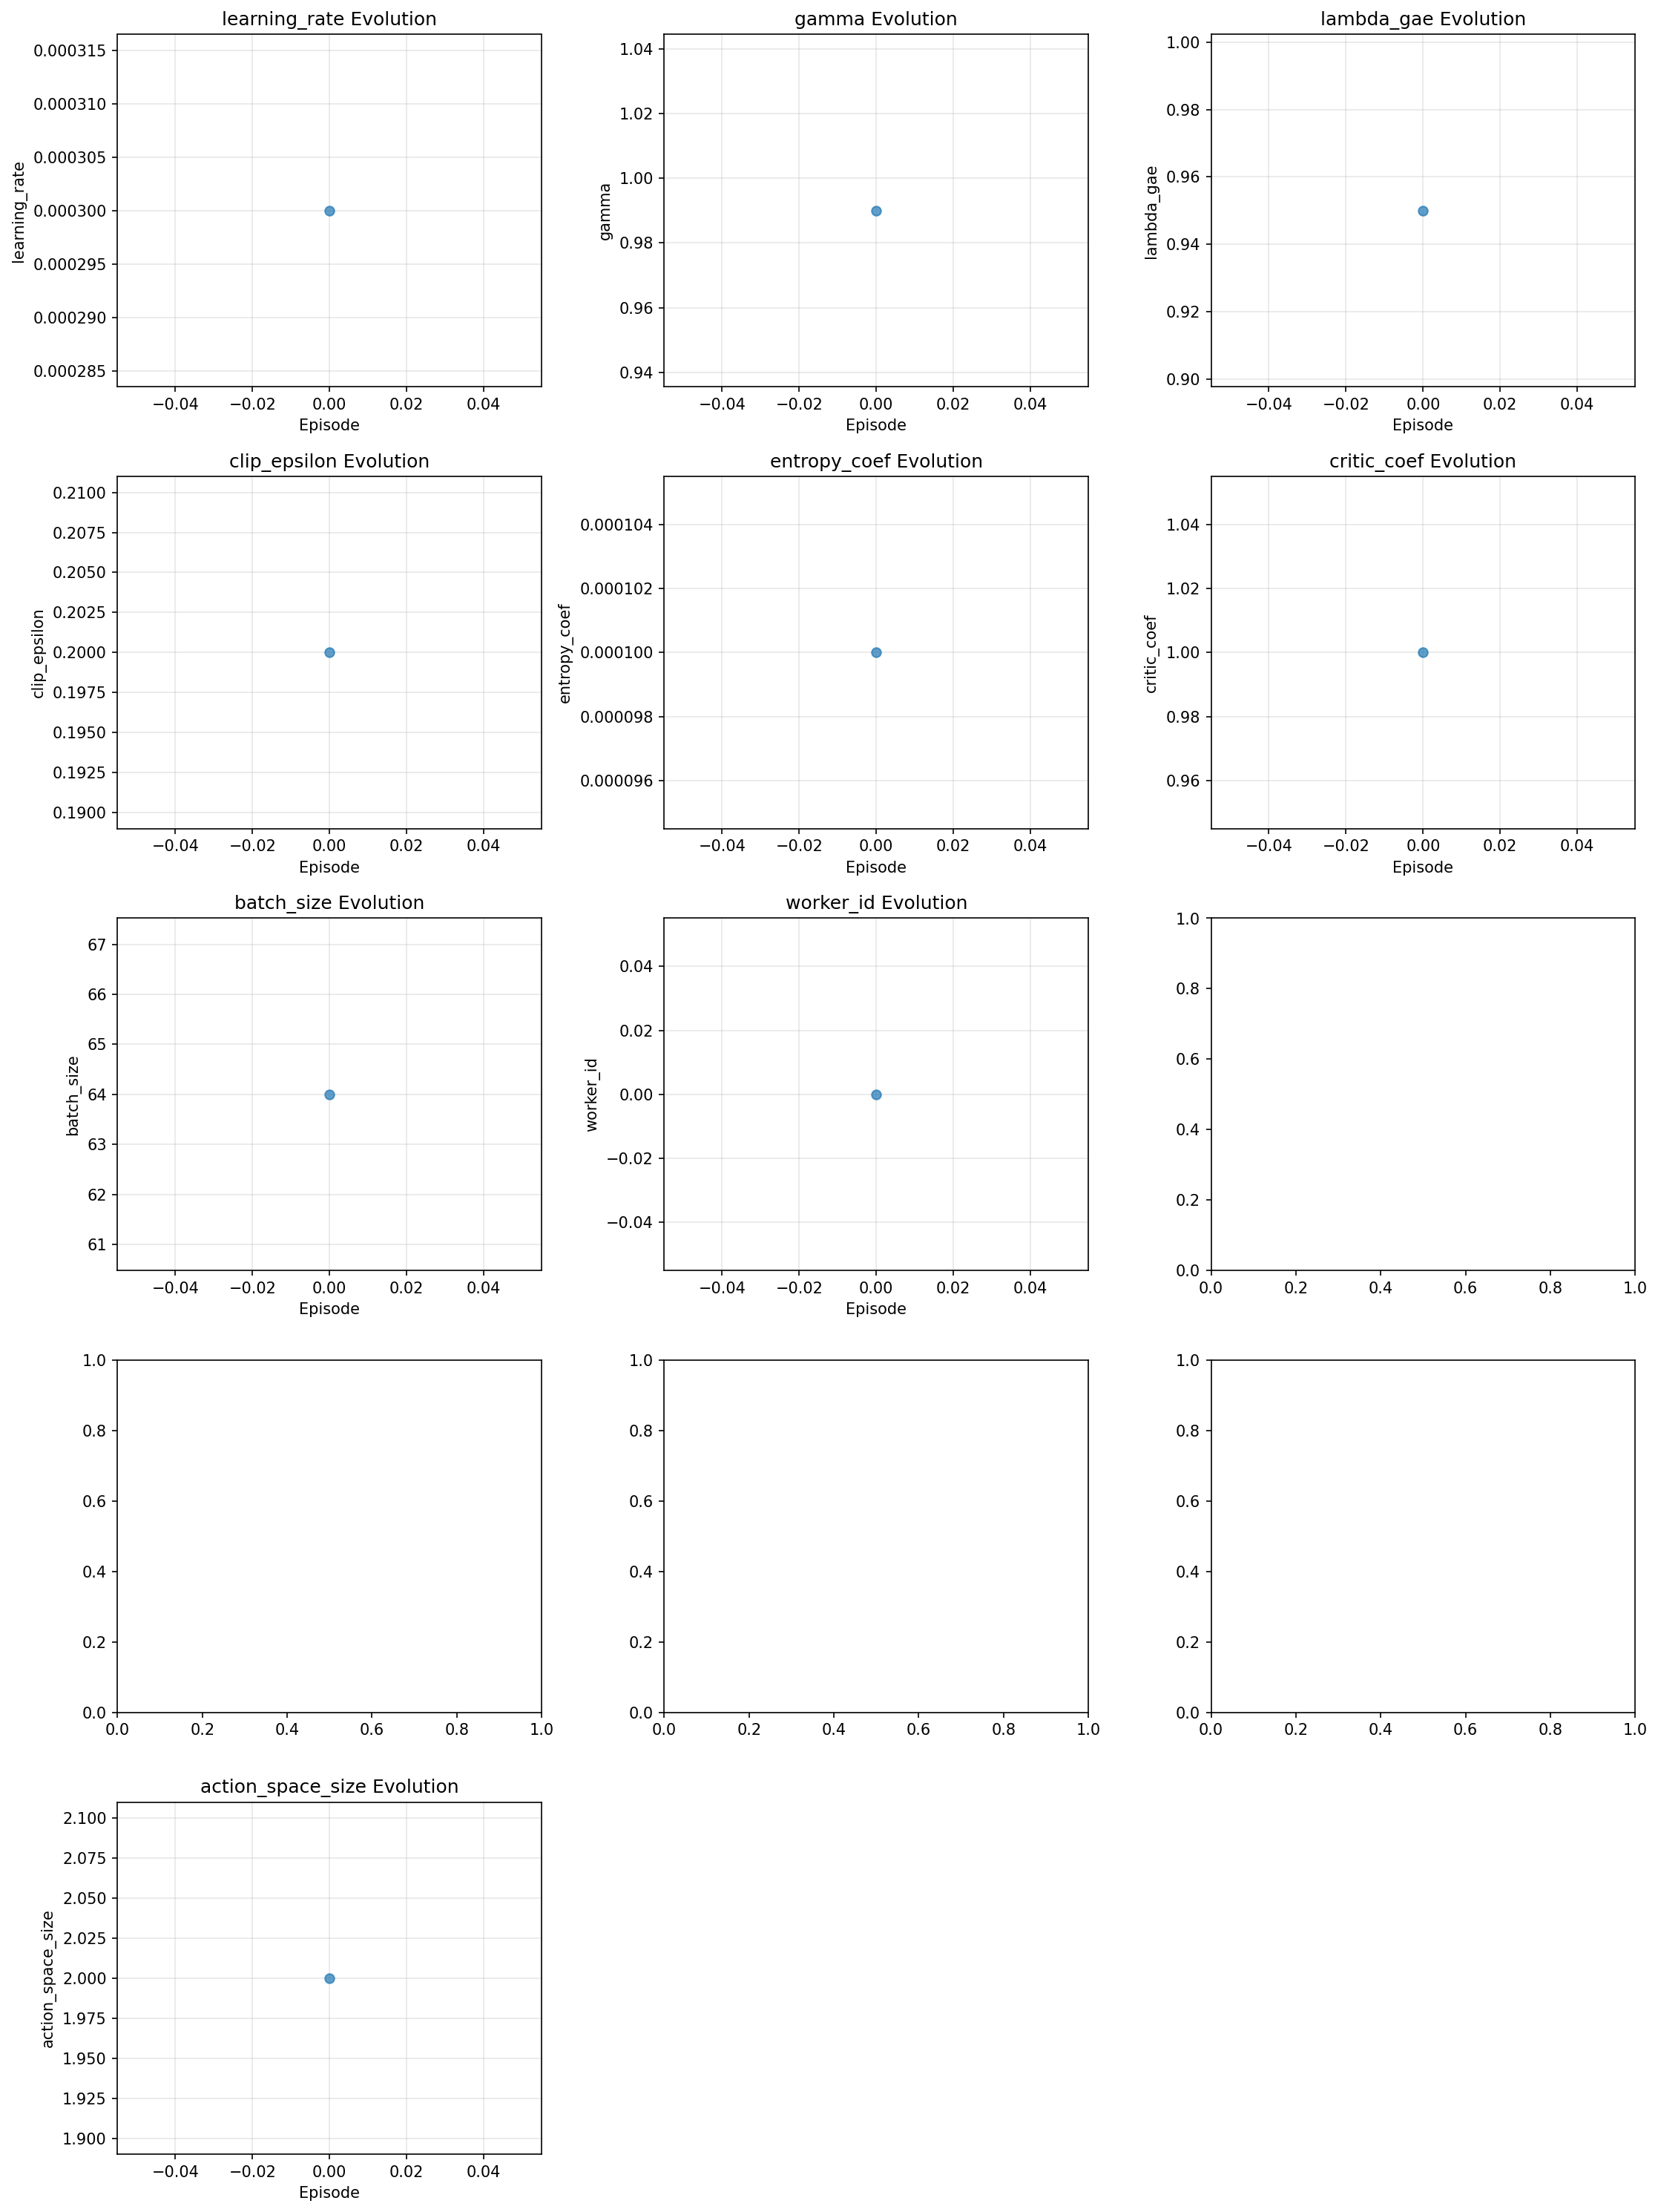 learning_rate Evolution
learning_rate
0.000315
0.000310
0.000305
0.000300
0.000295
0.000290
0.000285
−0.04 −0.02 0.00 0.02 0.04
Episode
gamma Evolution
gamma
1.04
1.02
1.00
0.98
0.96
0.94
−0.04 −0.02 0.00 0.02 0.04
Episode
lambda_gae Evolution
lambda_gae
1.00
0.98
0.96
0.94
0.92
0.90
−0.04 −0.02 0.00 0.02 0.04
Episode
clip_epsilon Evolution
clip_epsilon
0.2100
0.2075
0.2050
0.2025
0.2000
0.1975
0.1950
0.1925
0.1900
−0.04 −0.02 0.00 0.02 0.04
Episode
entropy_coef Evolution
entropy_coef
0.000104
0.000102
0.000100
0.000098
0.000096
−0.04 −0.02 0.00 0.02 0.04
Episode
critic_coef Evolution
critic_coef
1.04
1.02
1.00
0.98
0.96
−0.04 −0.02 0.00 0.02 0.04
Episode
batch_size Evolution
batch_size
67
66
65
64
63
62
61
−0.04 −0.02 0.00 0.02 0.04
Episode
worker_id Evolution
worker_id
0.04
0.02
0.00
−0.02
−0.04
−0.04 −0.02 0.00 0.02 0.04
Episode
1.0
0.8
0.6
0.4
0.2
0.0
0.0 0.2 0.4 0.6 0.8 1.0
1.0
0.8
0.6
0.4
0.2
0.0
0.0 0.2 0.4 0.6 0.8 1.0
1.0
0.8
0.6
0.4
0.2
0.0
0.0 0.2 0.4 0.6 0.8 1.0
1.0
0.8
0.6
0.4
0.2
0.0
0.0 0.2 0.4 0.6 0.8 1.0
action_space_size Evolution
action_space_size
2.100
2.075
2.050
2.025
2.000
1.975
1.950
1.925
1.900
−0.04 −0.02 0.00 0.02 0.04
Episode